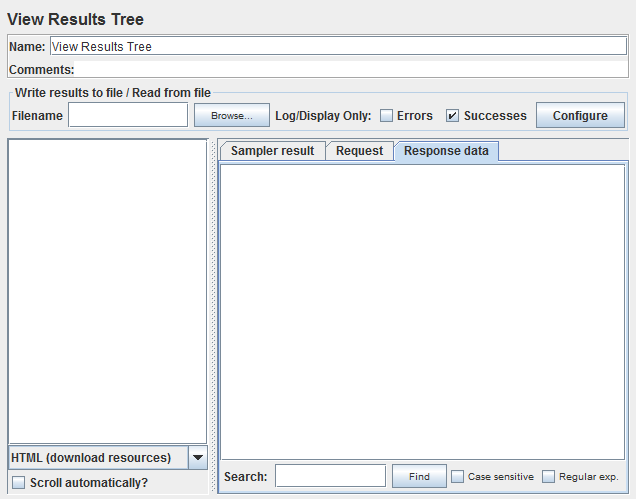 View Results Tree
Name: View Results Tree
Comments:
Write results to file / Read from file
Filename Browse... Log/Display Only: Errors Successes Configure
Sampler result Request Response data
HTML (download resources)
Scroll automatically?
Search: Find Case sensitive Regular exp.